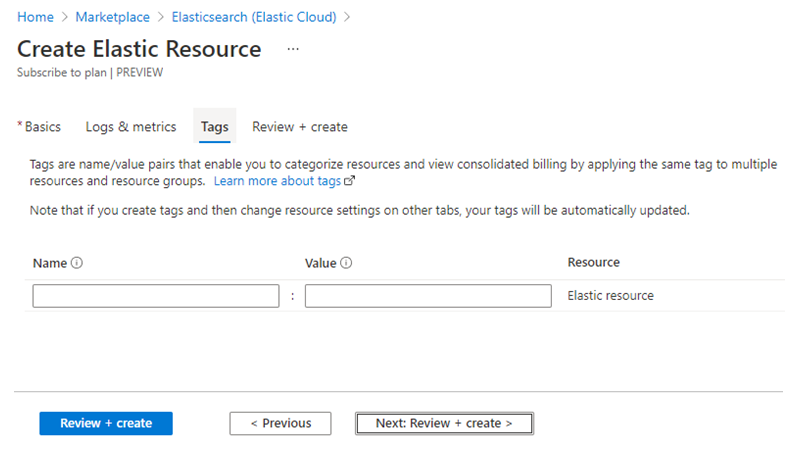 Home > Marketplace > Elasticsearch (Elastic Cloud) >
Create Elastic Resource ...
Subscribe to plan | PREVIEW
* Basics Logs & metrics Tags Review + create
Tags are name/value pairs that enable you to categorize resources and view consolidated billing by applying the same tag to multiple
resources and resource groups. Learn more about tags
Note that if you create tags and then change resource settings on other tabs, your tags will be automatically updated.
Name Value Resource
: Elastic resource
Review + create < Previous Next: Review + create >